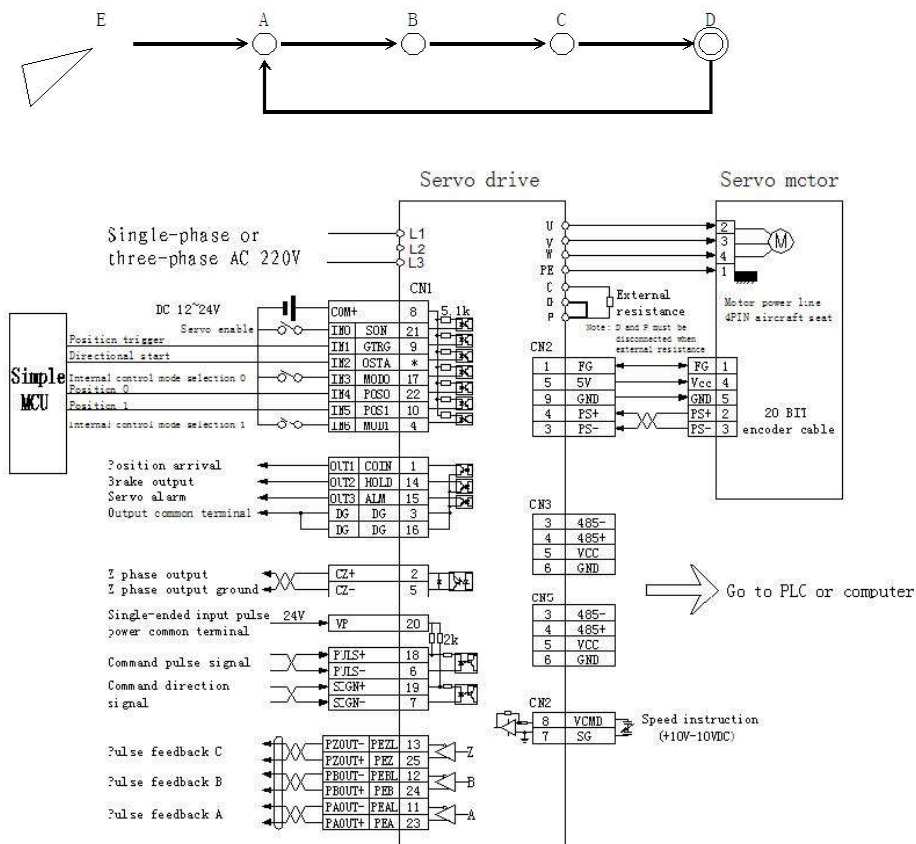 E A B C D
Servo drive
Servo motor
Single-phase or
three-phase AC 220V
L1
L2
L3
U
V
W
PE
C
D
P
2
3
4
1
M
External
resistance
Note: D and P must be
disconnected when
external resistance
Motor power line
4PIN aircraft seat
CN1
DC 12~24V
COM+ 8 5.1k
Servo enable IN0 SON 21
Position trigger IN1 GTRG 9
Directional start IN2 OSTA *
Internal control mode selection 0 IN3 MOD0 17
Position 0 IN4 POS0 22
Position 1 IN5 POS1 10
Internal control mode selection 1 IN6 MOD1 4
Simple
MCU
CN2
1 FG FG 1
5 5V Vcc 4
9 GND GND 5
4 PS+ PS+ 2
3 PS- PS- 3
20 BIT
encoder cable
Position arrival OUT1 COIN 1
Brake output OUT2 HOLD 14
Servo alarm OUT3 ALM 15
Output common terminal DG DG 3
DG DG 16
CN3
3 485-
4 485+
5 VCC
6 GND
Z phase output CZ+ 2
Z phase output ground CZ- 5
Go to PLC or computer
CN5
3 485-
4 485+
5 VCC
6 GND
Single-ended input pulse 24V
power common terminal
VP 20
2k
Command pulse signal
PULS+ 18
PULS- 6
Command direction
signal
SIGN+ 19
SIGN- 7
CN2
8 VCMD
7 SG
Speed instruction
(+10V-10VDC)
Pulse feedback C
PZOUT- PEZL 13
PZOUT+ PEZ 25
Z
Pulse feedback B
PBOUT- PEBL 12
PBOUT+ PEB 24
B
Pulse feedback A
PAOUT- PEAL 11
PAOUT+ PEA 23
A